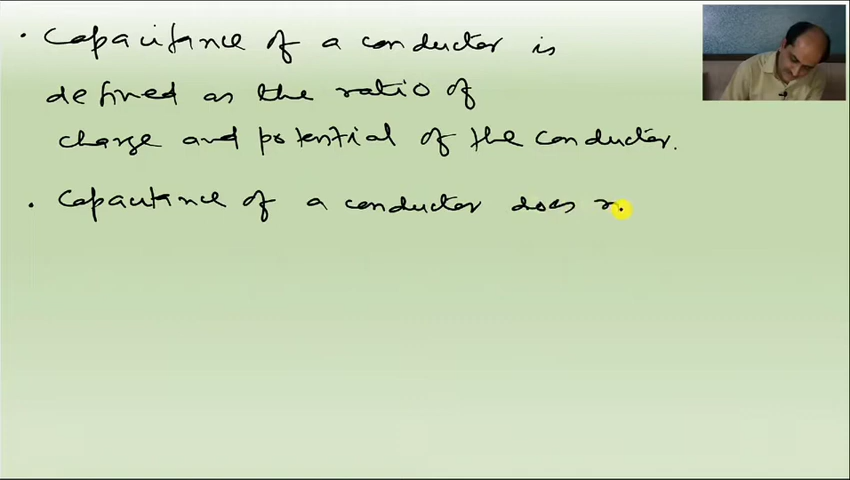 • Capacitance of a conductor is
defined as the ratio of
charge and potential of the conductor.
• Capacitance of a conductor does